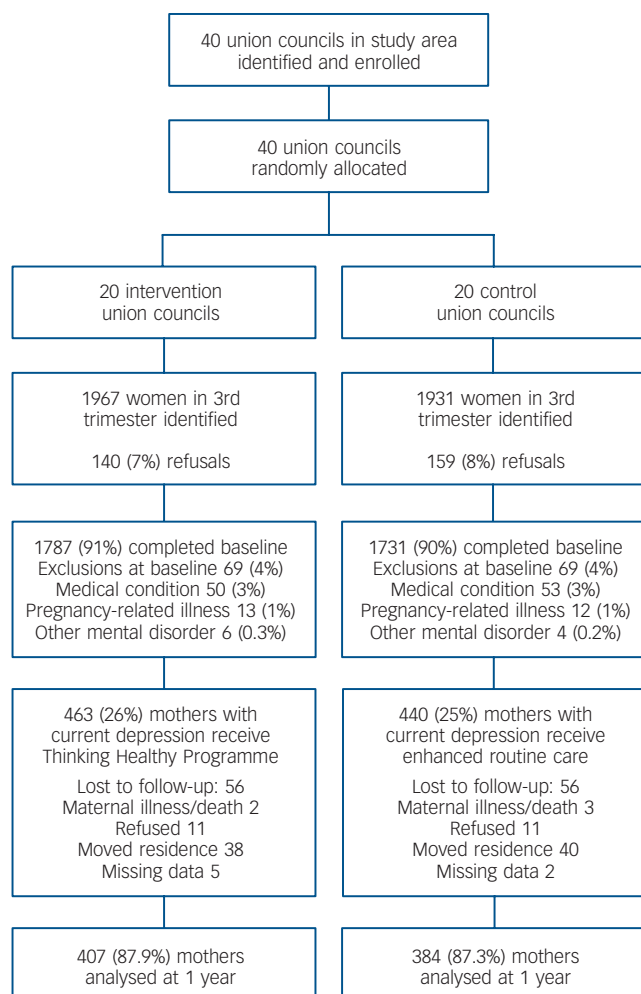 40 union councils in study area
identified and enrolled
40 union councils
randomly allocated
20 intervention
union councils
20 control
union councils
1967 women in 3rd
trimester identified
140 (7%) refusals
1931 women in 3rd
trimester identified
159 (8%) refusals
1787 (91%) completed baseline
Exclusions at baseline 69 (4%)
Medical condition 50 (3%)
Pregnancy-related illness 13 (1%)
Other mental disorder 6 (0.3%)
1731 (90%) completed baseline
Exclusions at baseline 69 (4%)
Medical condition 53 (3%)
Pregnancy-related illness 12 (1%)
Other mental disorder 4 (0.2%)
463 (26%) mothers with
current depression receive
Thinking Healthy Programme
Lost to follow-up: 56
Maternal illness/death 2
Refused 11
Moved residence 38
Missing data 5
440 (25%) mothers with
current depression receive
enhanced routine care
Lost to follow-up: 56
Maternal illness/death 3
Refused 11
Moved residence 40
Missing data 2
407 (87.9%) mothers
analysed at 1 year
384 (87.3%) mothers
analysed at 1 year